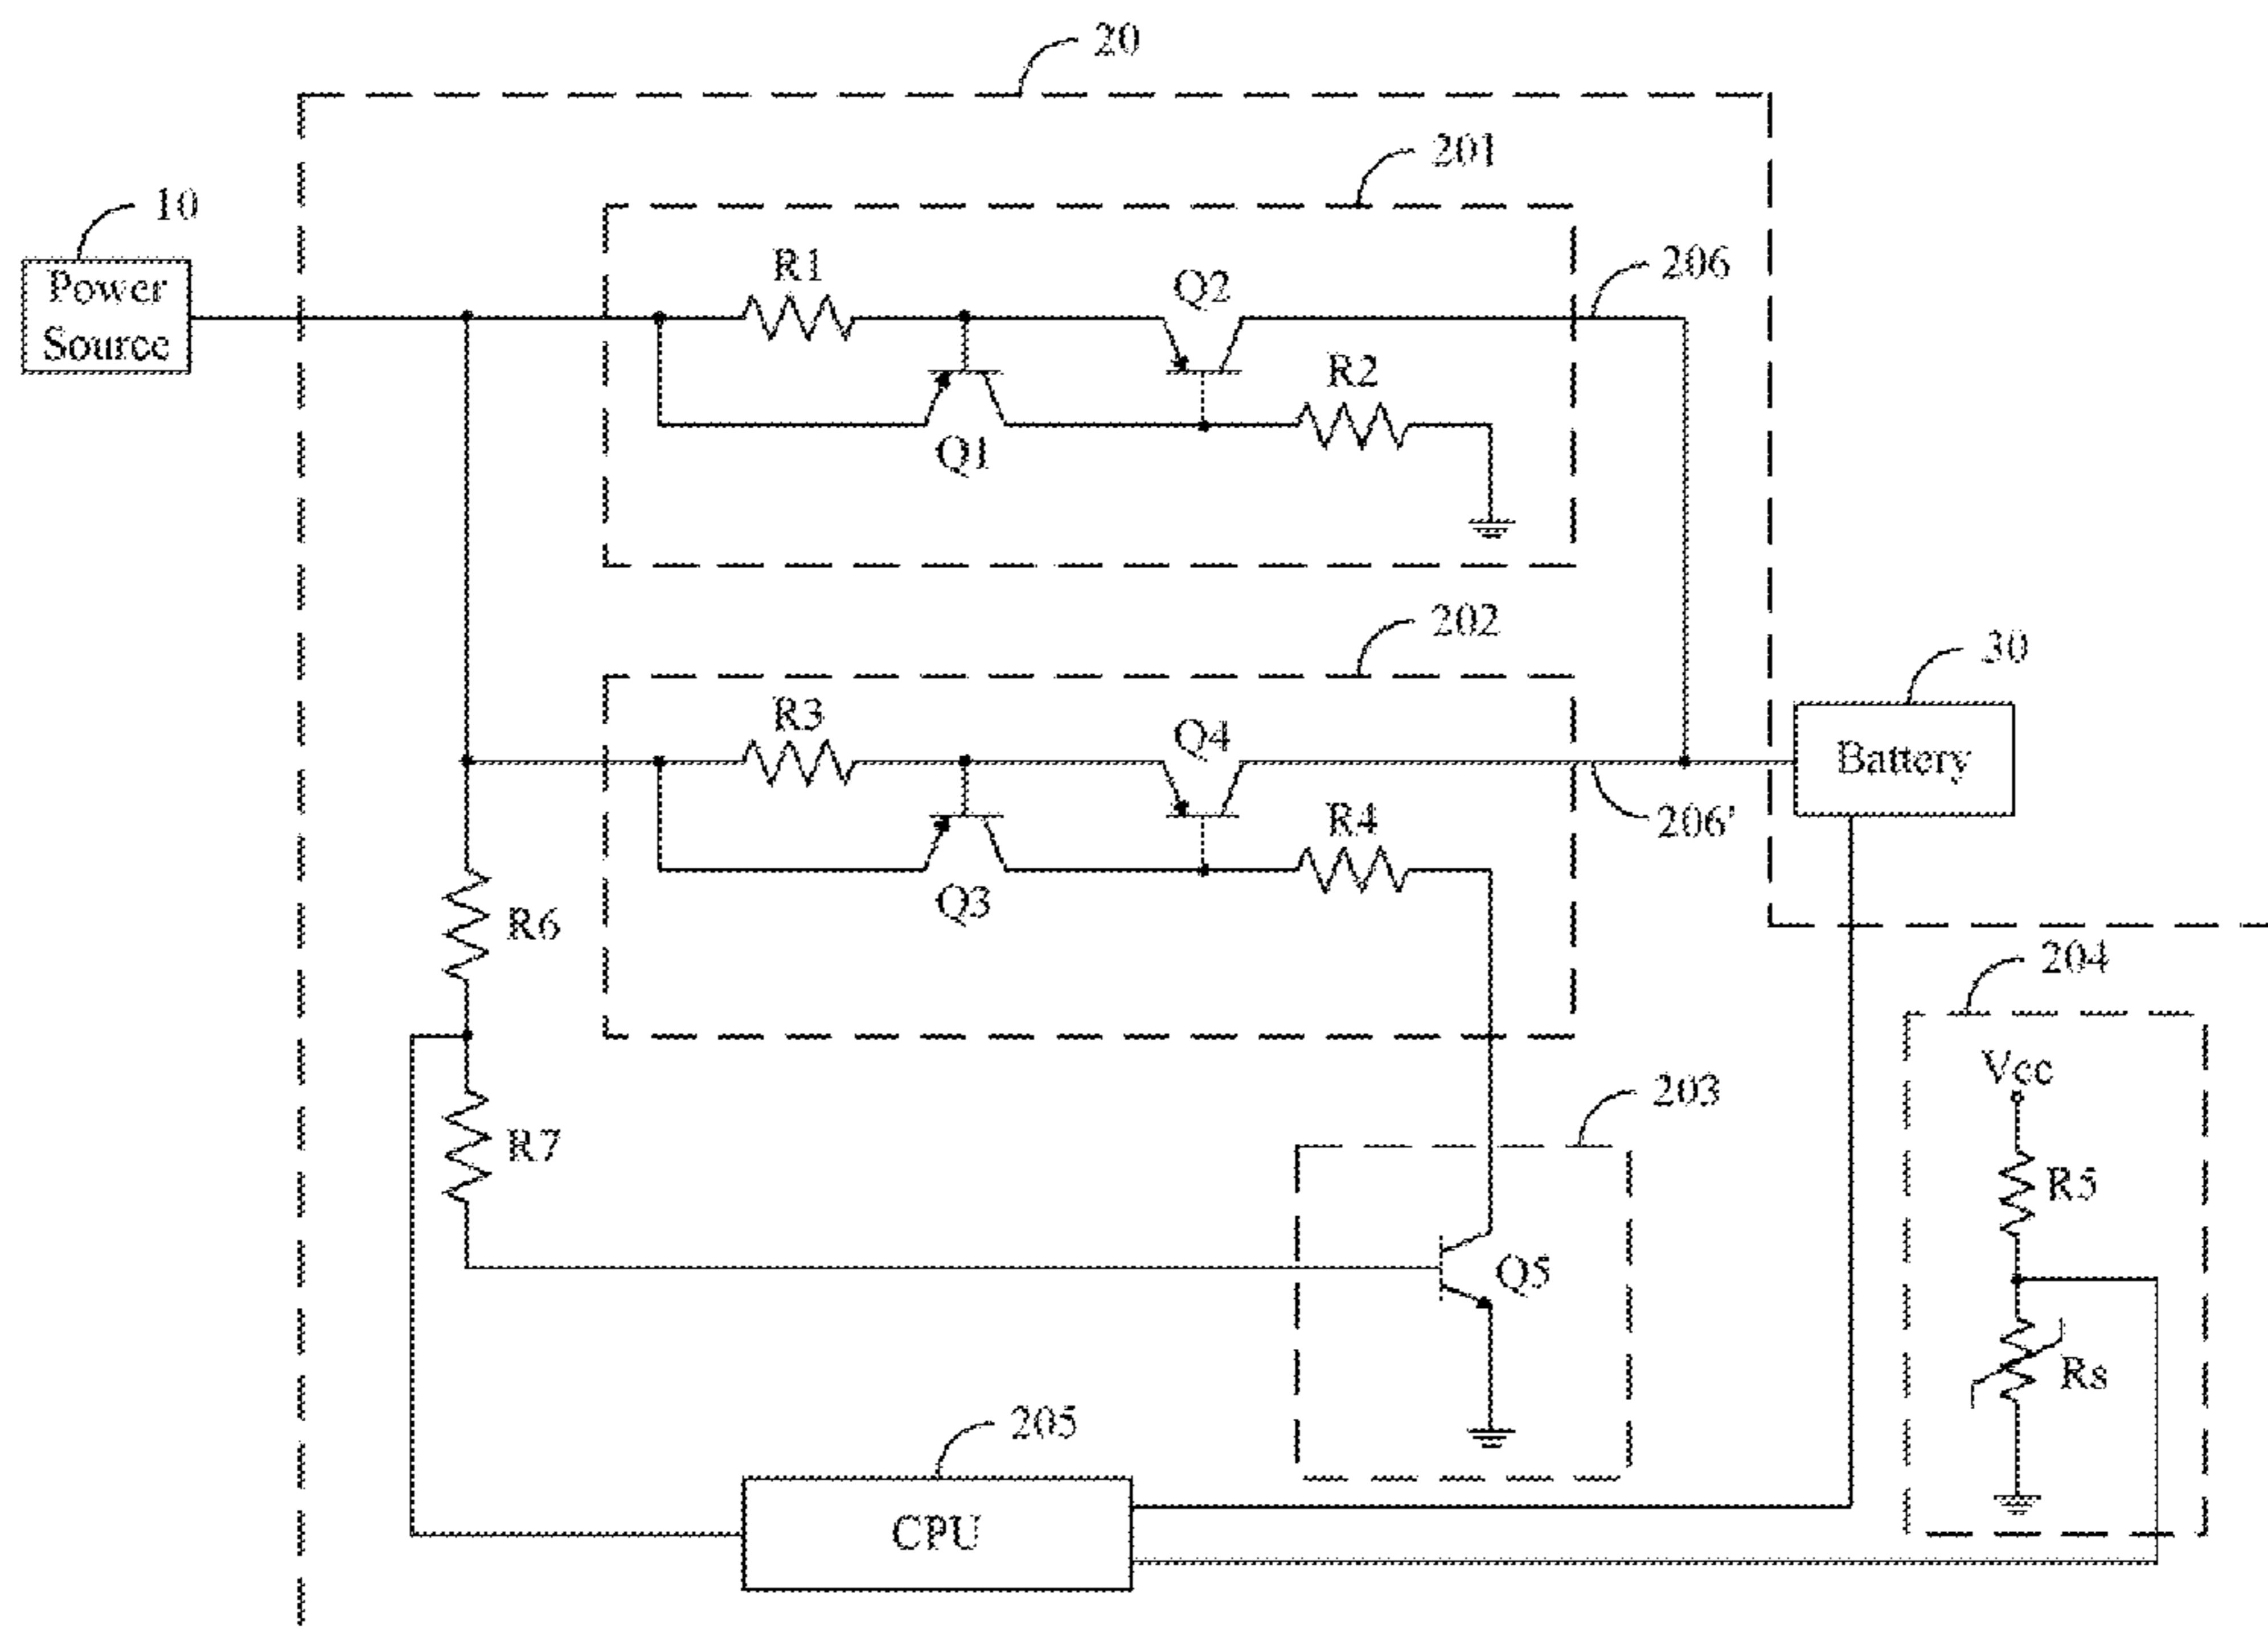 20
201
10
Power
Source
R1
Q2
206
R2
Q1
202
30
R3
Q4
Battery
206'
R4
Q3
R6
204
Vcc
203
R7
R5
Q5
Rs
205
CPU